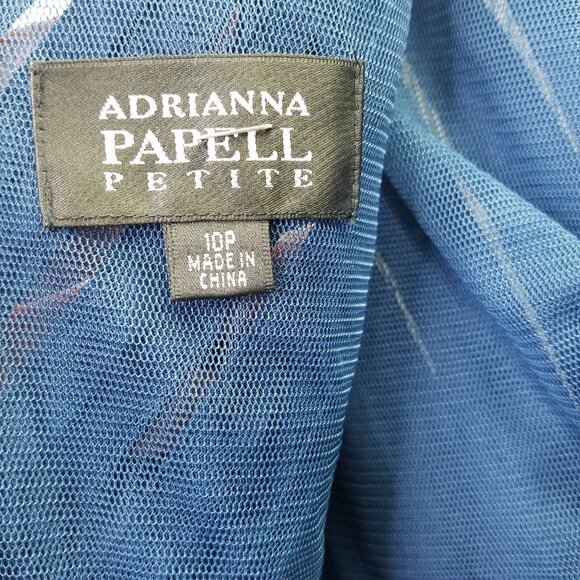 ADRIANNA
PAPELL
PETITE
10P
MADE IN
CHINA